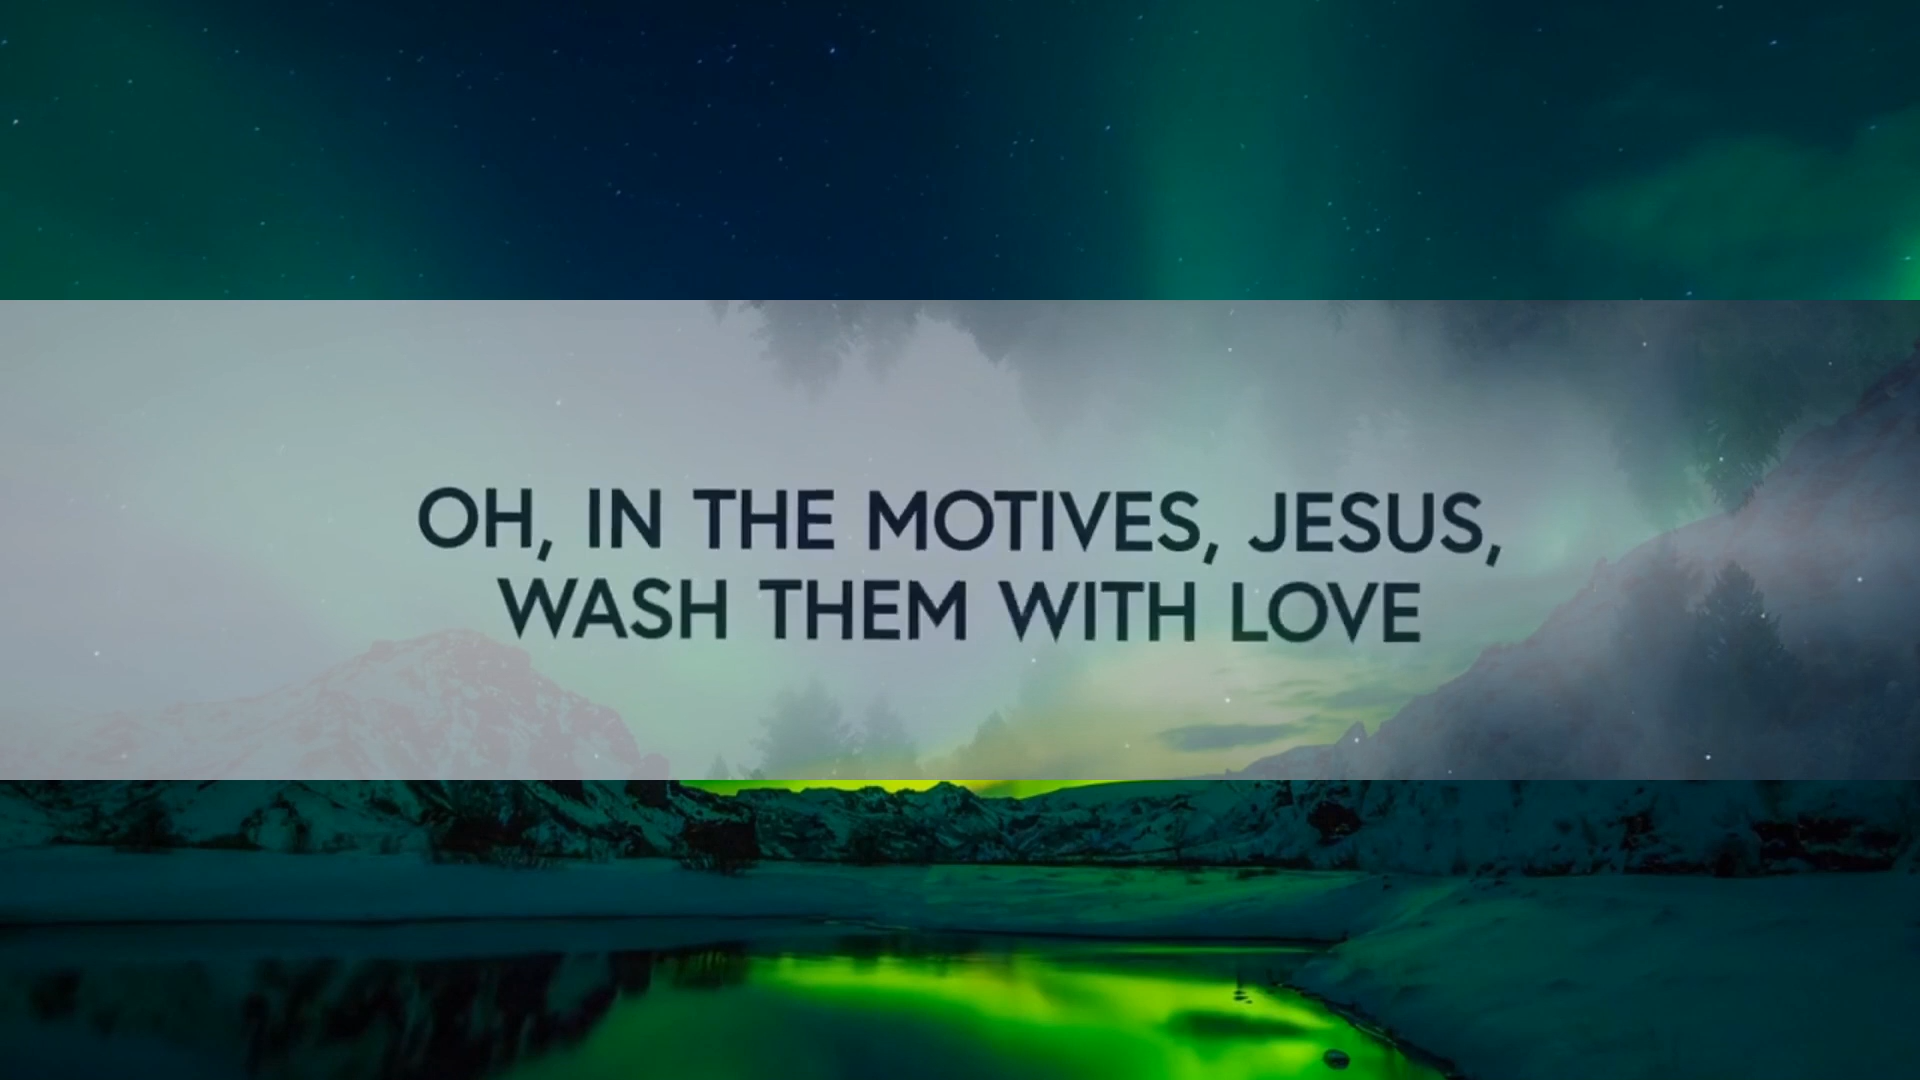 OH, IN THE MOTIVES, JESUS,
WASH THEM WITH LOVE